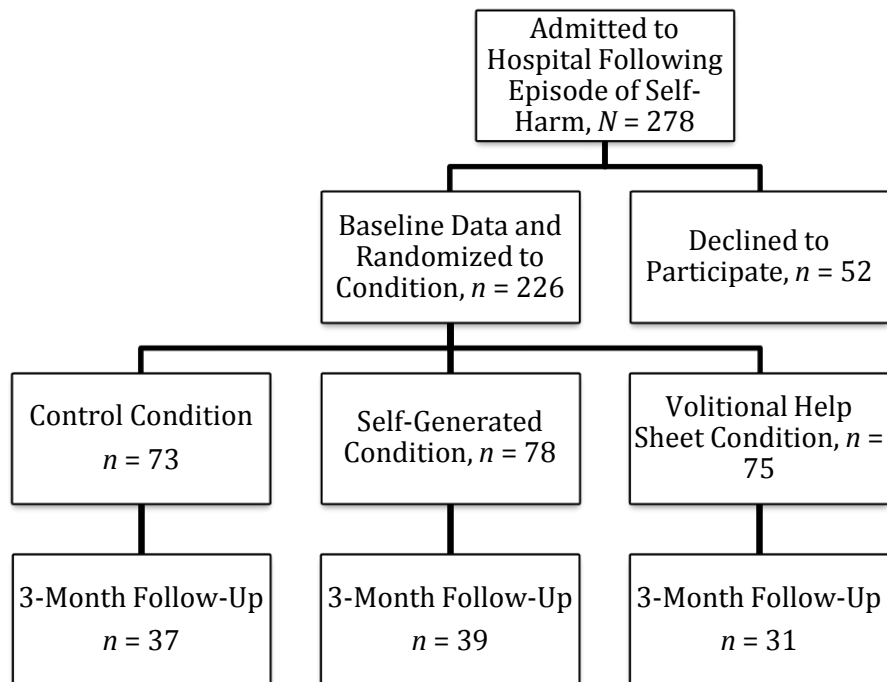 Admitted to
Hospital Following
Episode of Self-
Harm, N = 278
Baseline Data and
Randomized to
Condition, n = 226
Declined to
Participate, n = 52
Control Condition
n = 73
Self-Generated
Condition, n = 78
Volitional Help
Sheet Condition, n =
75
3-Month Follow-Up
n = 37
3-Month Follow-Up
n = 39
3-Month Follow-Up
n = 31